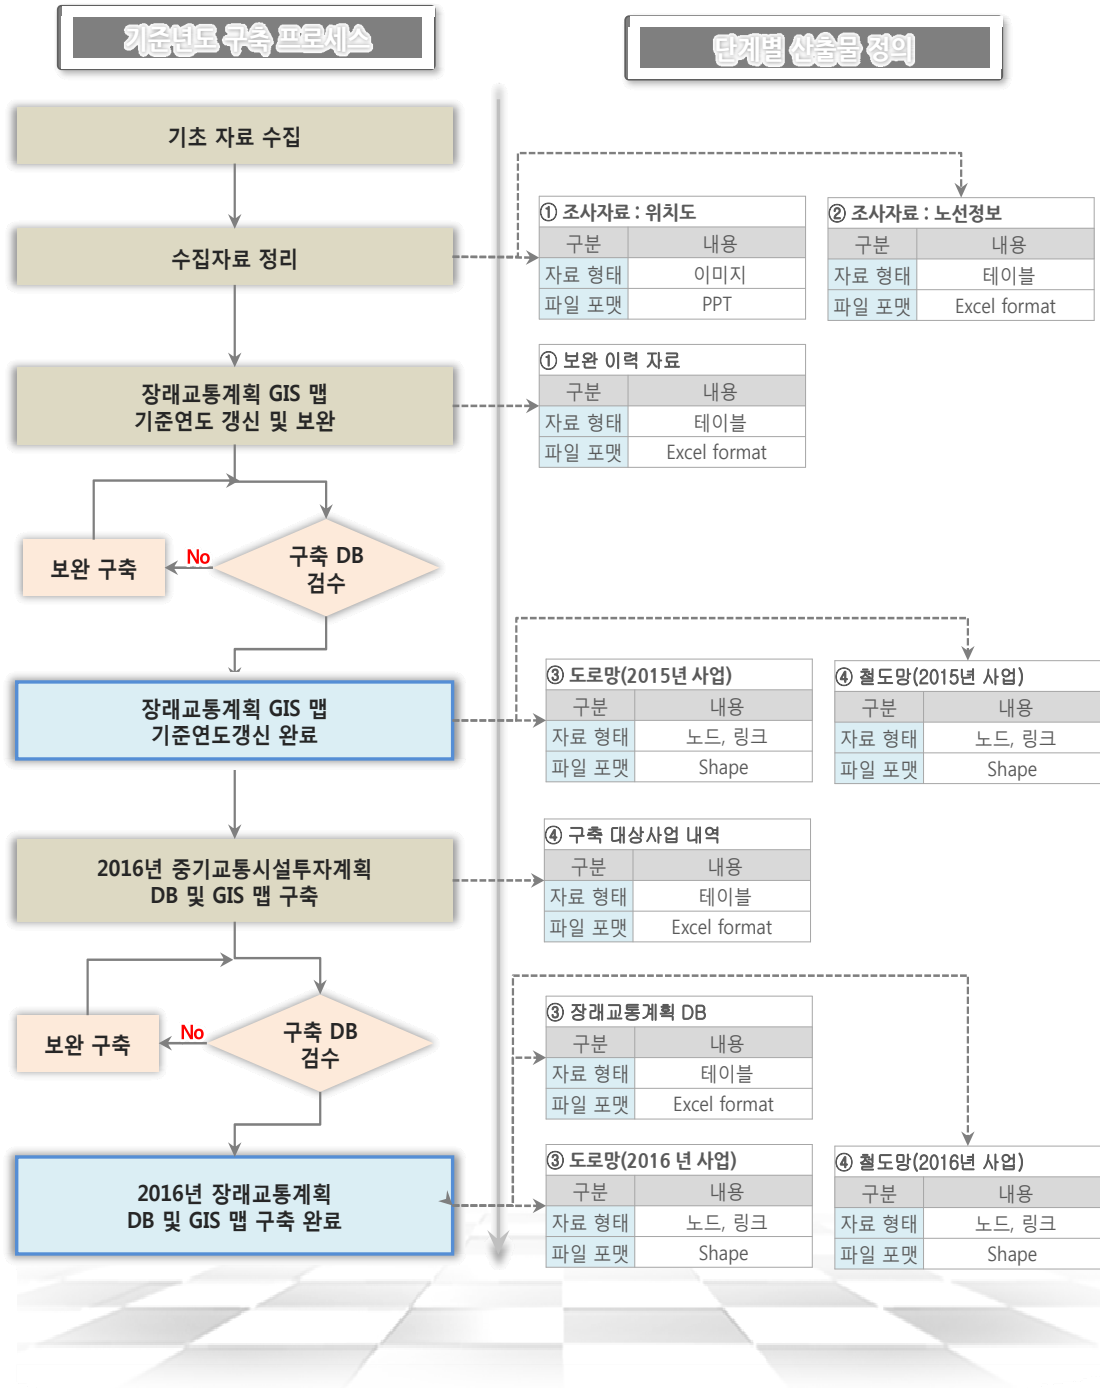 기준년도 구축 프로세스
단계별 산출물 정의
기초 자료 수집
수집자료 정리
① 조사자료 : 위치도
구분 내용
자료 형태 이미지
파일 포맷 PPT
② 조사자료 : 노선정보
구분 내용
자료 형태 테이블
파일 포맷 Excel format
장래교통계획 GIS 맵
기준연도 갱신 및 보완
① 보완 이력 자료
구분 내용
자료 형태 테이블
파일 포맷 Excel format
구축 DB
검수
No
보완 구축
장래교통계획 GIS 맵
기준연도갱신 완료
③ 도로망(2015년 사업)
구분 내용
자료 형태 노드, 링크
파일 포맷 Shape
④ 철도망(2015년 사업)
구분 내용
자료 형태 노드, 링크
파일 포맷 Shape
2016년 중기교통시설투자계획
DB 및 GIS 맵 구축
④ 구축 대상사업 내역
구분 내용
자료 형태 테이블
파일 포맷 Excel format
구축 DB
검수
No
보완 구축
③ 장래교통계획 DB
구분 내용
자료 형태 테이블
파일 포맷 Excel format
2016년 장래교통계획
DB 및 GIS 맵 구축 완료
③ 도로망(2016 년 사업)
구분 내용
자료 형태 노드, 링크
파일 포맷 Shape
④ 철도망(2016년 사업)
구분 내용
자료 형태 노드, 링크
파일 포맷 Shape